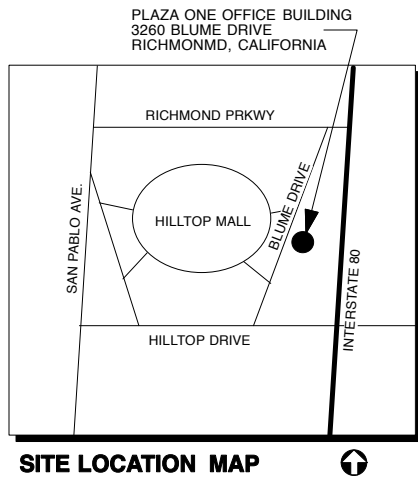 PLAZA ONE OFFICE BUILDING
3260 BLUME DRIVE
RICHMONMD, CALIFORNIA
RICHMOND PRKWY
SAN PABLO AVE.
HILLTOP MALL
BLUME DRIVE
INTERSTATE 80
HILLTOP DRIVE
SITE LOCATION MAP